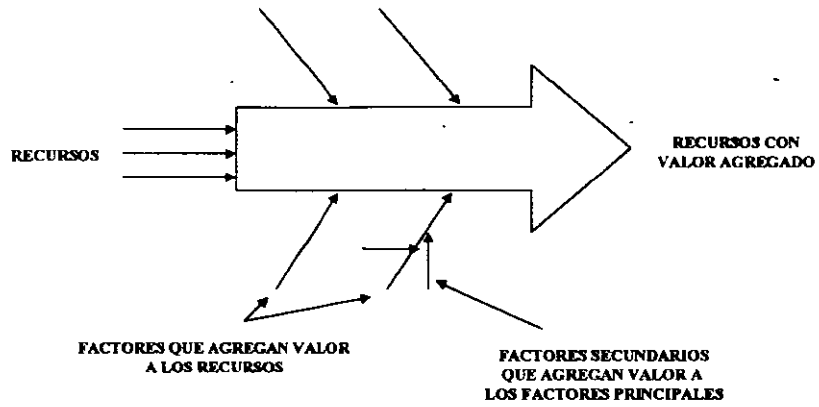 RECURSOS
RECURSOS CON
VALOR AGREGADO
FACTORES QUE AGREGAN VALOR
A LOS RECURSOS
FACTORES SECUNDARIOS
QUE AGREGAN VALOR A
LOS FACTORES PRINCIPALES